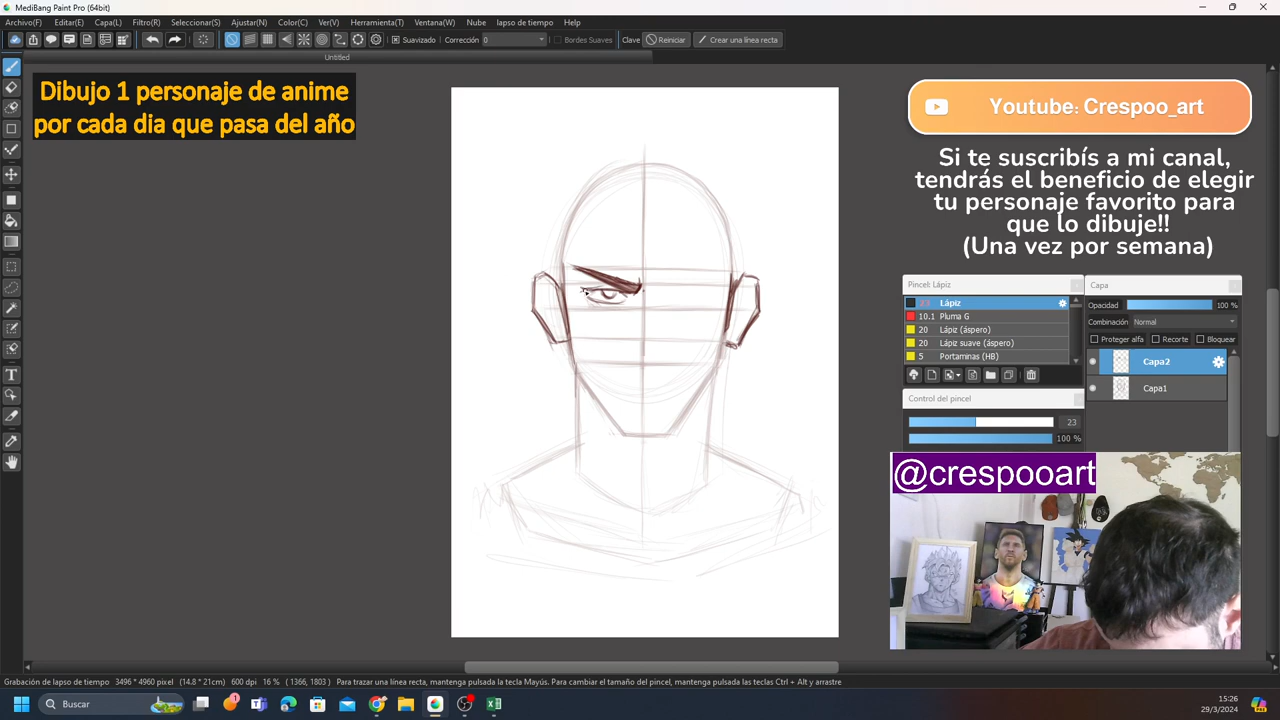 MediBang Paint Pro (64bit)
Archivo(F) Editar(E) Capa(L) Filtro(R) Seleccionar(S) Ajustar(N) Color(C) Ver(V) Herramienta(T) Ventana(W) Nube lapso de tiempo Help
Suavizado Corrección 0 Bordes Suaves Clave Reiniciar Crear una línea recta
Untitled
Dibujo 1 personaje de anime
por cada dia que pasa del año
Youtube: Crespoo_art
Si te suscribís a mi canal,
tendrás el beneficio de elegir
tu personaje favorito para
que lo dibuje!!
(Una vez por semana)
Pincel: Lápiz
23 Lápiz
10.1 Pluma G
20 Lápiz (áspero)
20 Lápiz suave (áspero)
5 Portaminas (HB)
Control del pincel
23
100 %
Capa
Opacidad 100 %
Combinación Normal
Proteger alfa Recorte Bloquear
Capa2
Capa1
@crespooart
Grabación de lapso de tiempo 3496 * 4960 pixel (14.8 * 21cm) 600 dpi 16 % ( 1366, 1803 ) Para trazar una línea recta, mantenga pulsada la tecla Mayús. Para cambiar el tamaño del pincel, mantenga pulsadas las teclas Ctrl + Alt y arrastre
Buscar
1
15:26
29/3/2024